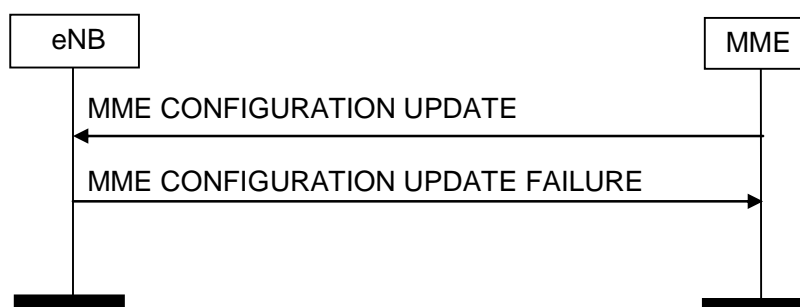 eNB
MME
MME CONFIGURATION UPDATE
MME CONFIGURATION UPDATE FAILURE